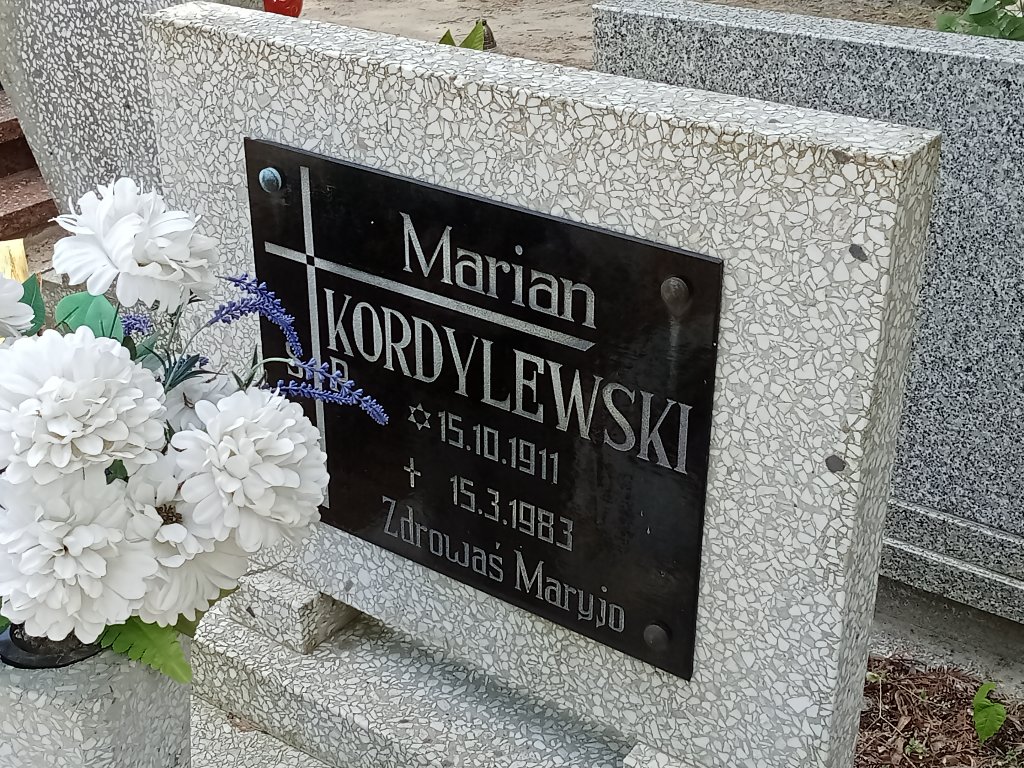 Marian
KORDYLEWSKI
Ś P
✡ 15.10.1911
✝ 15.3.1983
Zdrowaś Maryjo